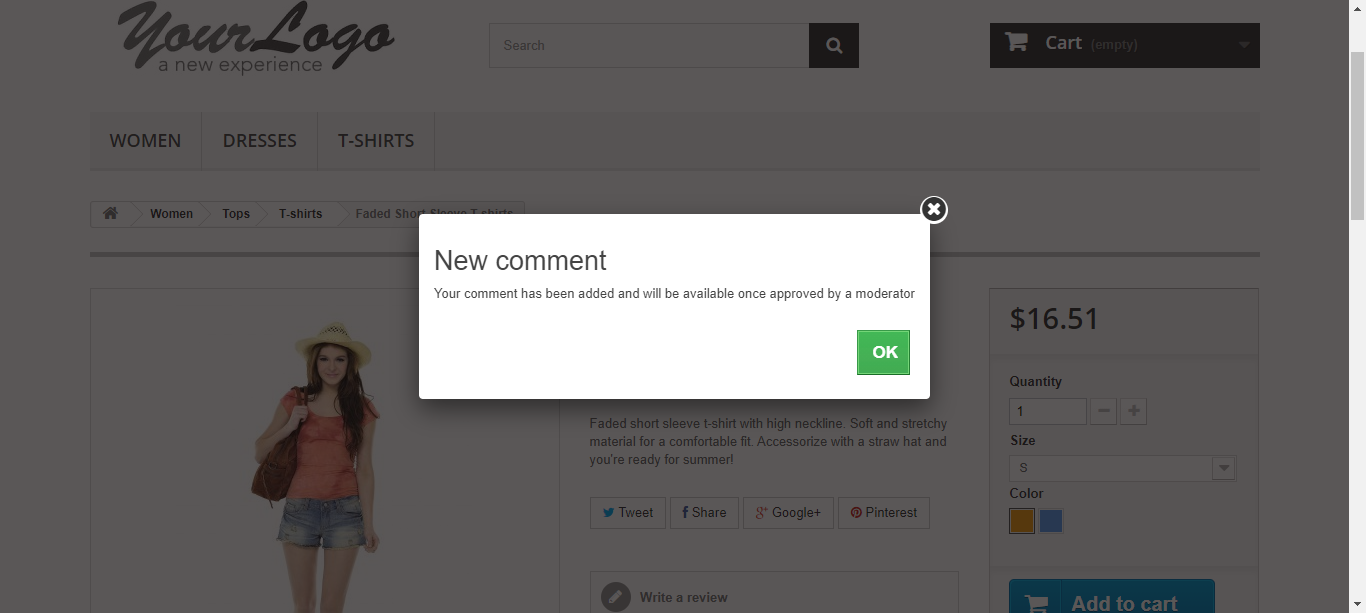 YourLogo
a new experience
Search
Cart (empty)
WOMEN DRESSES T-SHIRTS
Women Tops T-shirts Faded Short Sleeve T-shirts
New comment
Your comment has been added and will be available once approved by a moderator
OK
$16.51
Quantity
1
Size
S
Color
Faded short sleeve t-shirt with high neckline. Soft and stretchy
material for a comfortable fit. Accessorize with a straw hat and
you're ready for summer!
Tweet Share Google+ Pinterest
Write a review
Add to cart